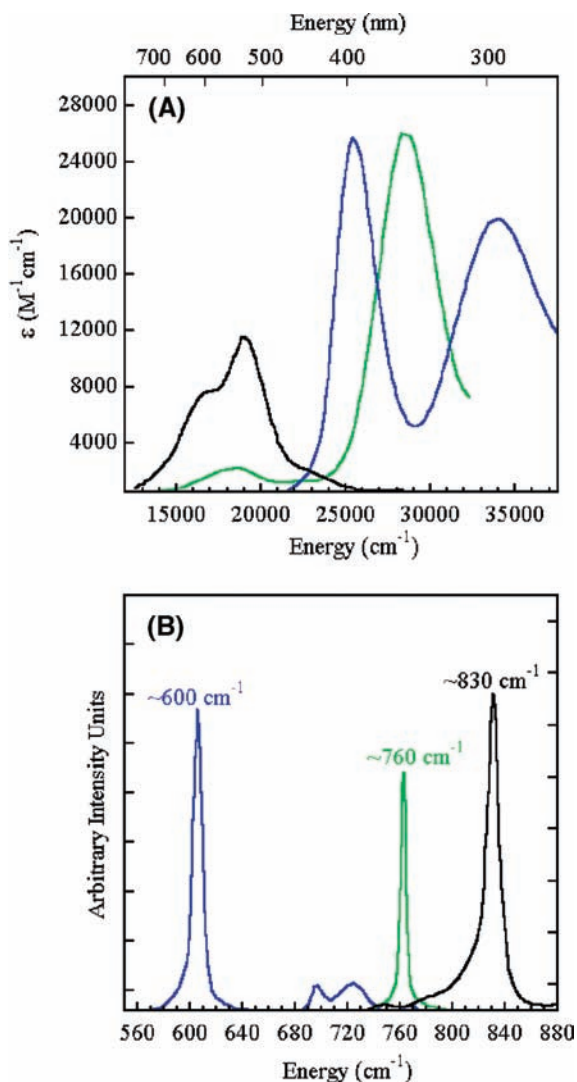 Energy (nm)
700 600 500 400 300
(A)
28000
24000
20000
16000
12000
8000
4000
ε (M⁻¹cm⁻¹)
15000 20000 25000 30000 35000
Energy (cm⁻¹)
(B)
~600 cm⁻¹
~760 cm⁻¹
~830 cm⁻¹
Arbitrary Intensity Units
560 600 640 680 720 760 800 840 880
Energy (cm⁻¹)